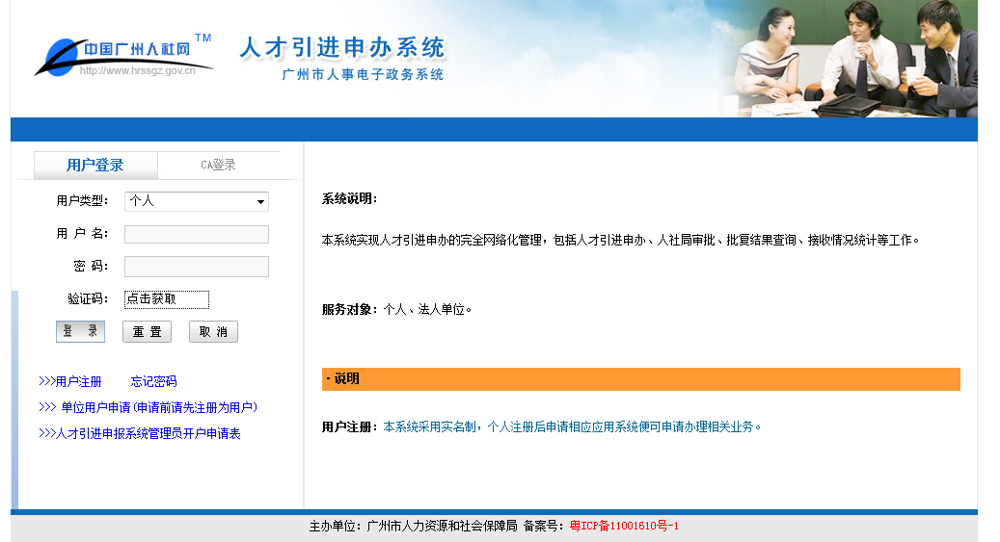 中国广州人社网 TM
http://www.hrssgz.gov.cn
人才引进申办系统
广州市人事电子政务系统
用户登录 CA登录
用户类型： 个人
用 户 名：
密 码：
验证码： 点击获取
登 录 重 置 取 消
>>>用户注册 忘记密码
>>> 单位用户申请(申请前请先注册为用户)
>>>人才引进申报系统管理员开户申请表
系统说明：
本系统实现人才引进申办的完全网络化管理，包括人才引进申办、人社局审批、批复结果查询、接收情况统计等工作。
服务对象：个人、法人单位。
·说明
用户注册：本系统采用实名制，个人注册后申请相应应用系统便可申请办理相关业务。
主办单位：广州市人力资源和社会保障局 备案号：粤ICP备11001610号-1